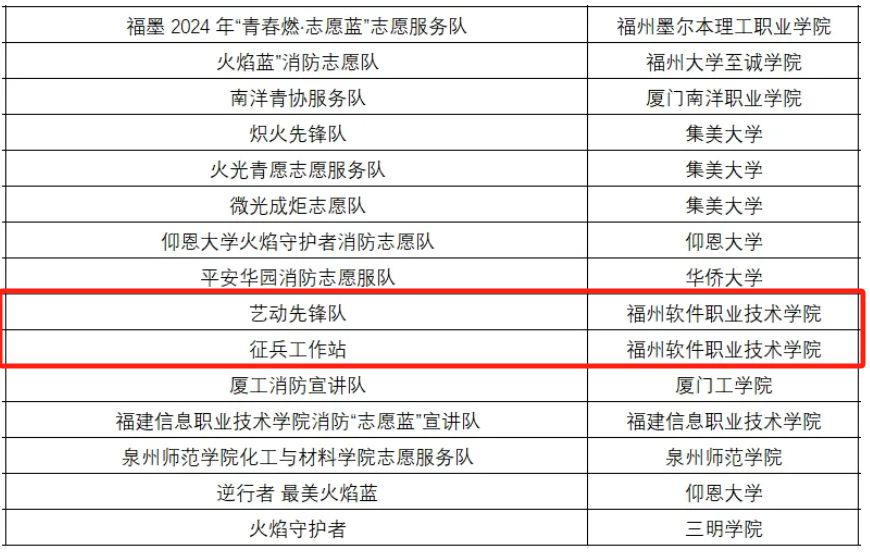 福墨 2024 年“青春燃·志愿蓝”志愿服务队 福州墨尔本理工职业学院
火焰蓝”消防志愿队 福州大学至诚学院
南洋青协服务队 厦门南洋职业学院
炽火先锋队 集美大学
火光青愿志愿服务队 集美大学
微光成炬志愿队 集美大学
仰恩大学火焰守护者消防志愿队 仰恩大学
平安华园消防志愿服队 华侨大学
艺动先锋队 福州软件职业技术学院
征兵工作站 福州软件职业技术学院
厦工消防宣讲队 厦门工学院
福建信息职业技术学院消防“志愿蓝”宣讲队 福建信息职业技术学院
泉州师范学院化工与材料学院志愿服务队 泉州师范学院
逆行者 最美火焰蓝 仰恩大学
火焰守护者 三明学院